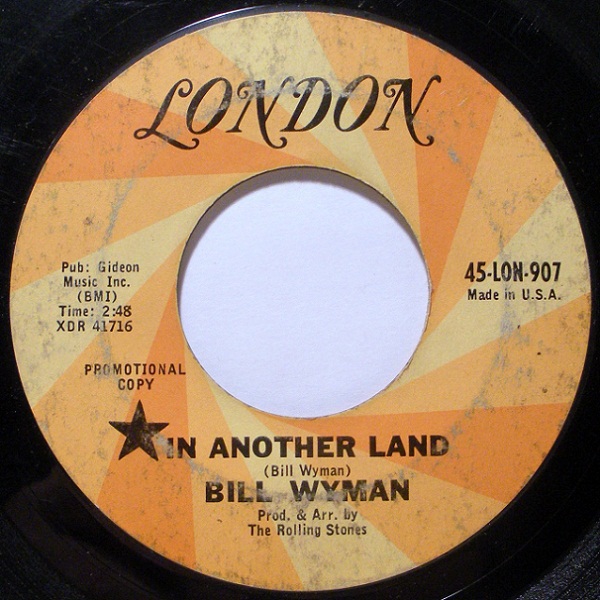 LONDON
Pub: Gideon
Music Inc.
(BMI)
Time: 2:48
XDR 41716
45-LON-907
Made in U.S.A.
PROMOTIONAL
COPY
IN ANOTHER LAND
(Bill Wyman)
BILL WYMAN
Prod. & Arr. by
The Rolling Stones